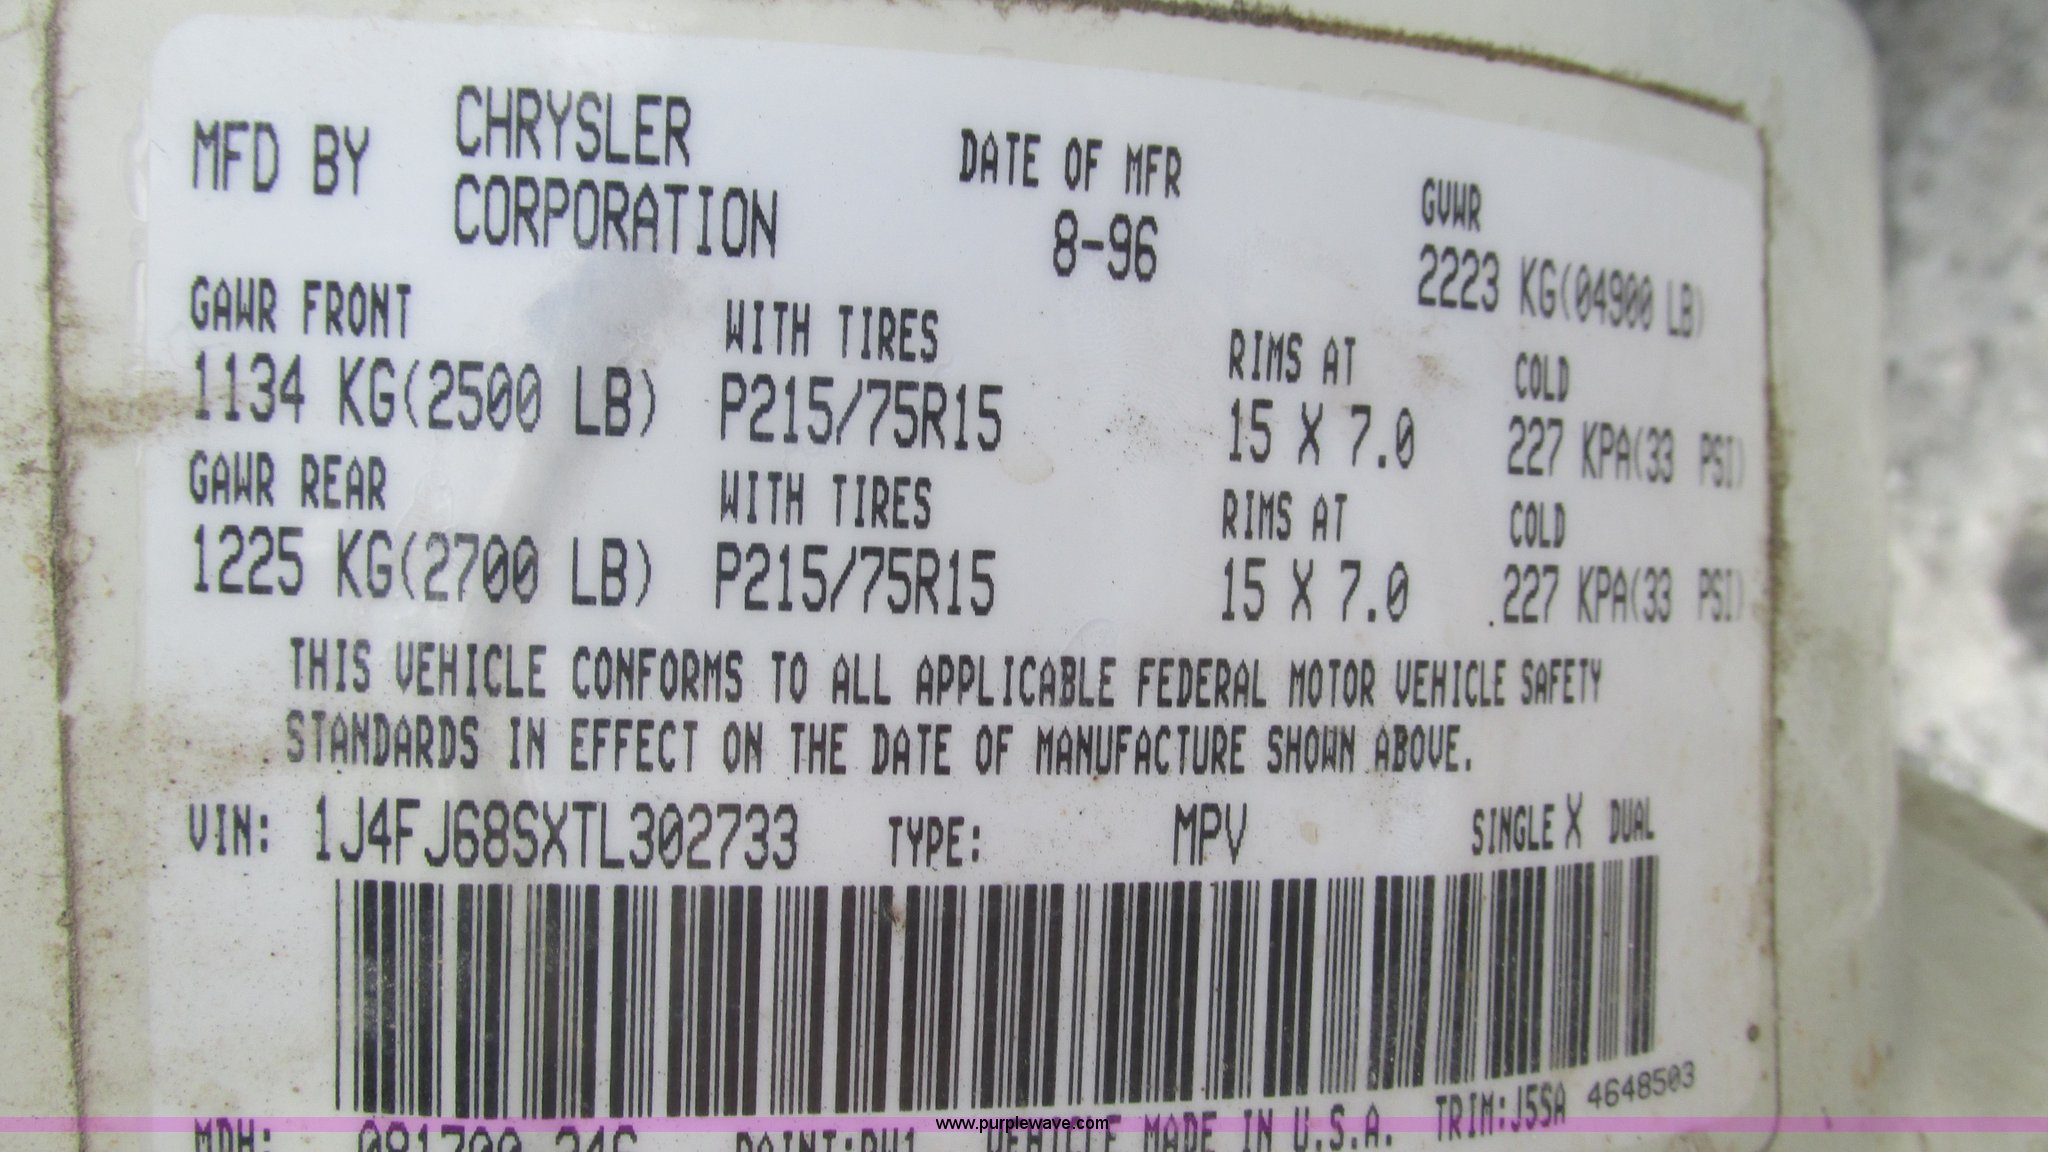 MFD BY CHRYSLER CORPORATION DATE OF MFR 8-96 GVWR
2223 KG(04900 LB)
GAWR FRONT WITH TIRES RIMS AT COLD
1134 KG(2500 LB) P215/75R15 15 X 7.0 227 KPA(33 PSI)
GAWR REAR WITH TIRES RIMS AT COLD
1225 KG(2700 LB) P215/75R15 15 X 7.0 227 KPA(33 PSI)
THIS VEHICLE CONFORMS TO ALL APPLICABLE FEDERAL MOTOR VEHICLE SAFETY
STANDARDS IN EFFECT ON THE DATE OF MANUFACTURE SHOWN ABOVE.
VIN: 1J4FJ68SXTL302733 TYPE: MPV SINGLE X DUAL
4648503
MDH: VEHICLE MADE IN U.S.A. TRIM:J5SA
www.purplewave.com